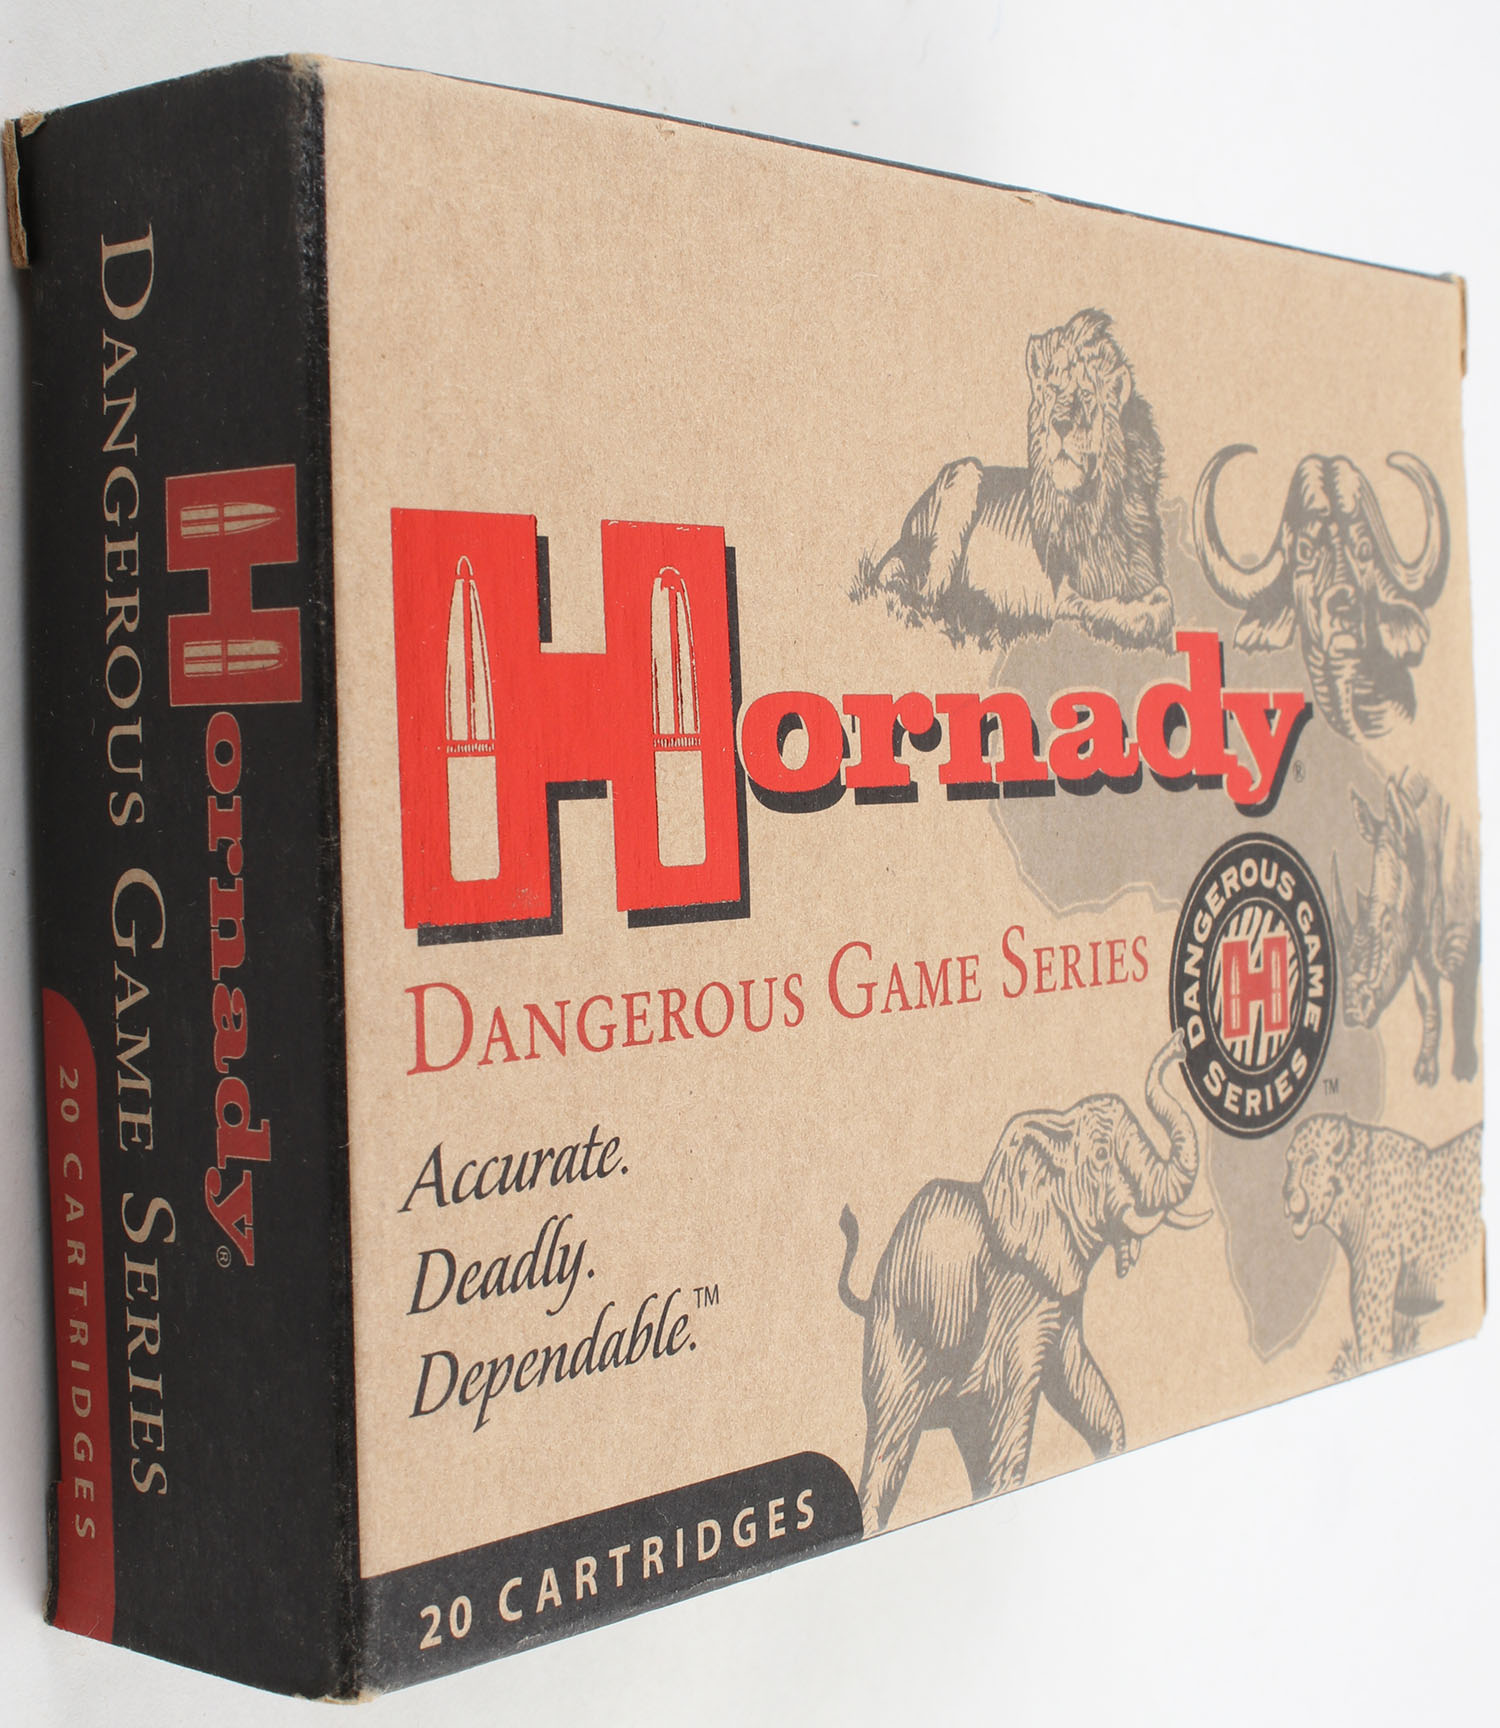 Hornady®
DANGEROUS GAME SERIES
Accurate.
Deadly.
Dependable.™
20 CARTRIDGES
DANGEROUS GAME
H
SERIES
™
Hornady®
DANGEROUS GAME SERIES
20 CARTRIDGES